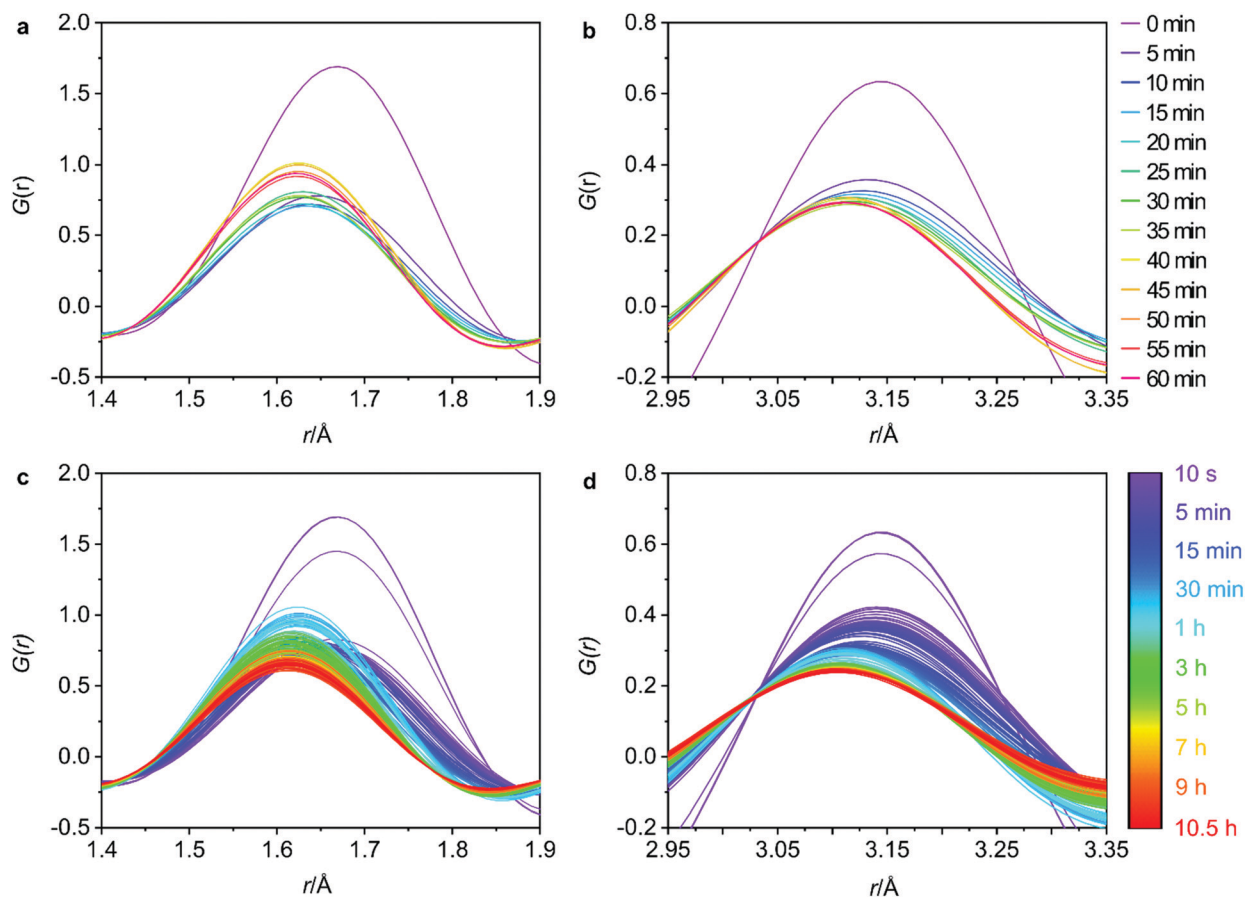 a
2.0
1.5
1.0
0.5
0.0
-0.5
G(r)
1.4 1.5 1.6 1.7 1.8 1.9
r/Å
b
0.8
0.6
0.4
0.2
0.0
-0.2
G(r)
2.95 3.05 3.15 3.25 3.35
r/Å
0 min
5 min
10 min
15 min
20 min
25 min
30 min
35 min
40 min
45 min
50 min
55 min
60 min
c
2.0
1.5
1.0
0.5
0.0
-0.5
G(r)
1.4 1.5 1.6 1.7 1.8 1.9
r/Å
d
0.8
0.6
0.4
0.2
0.0
-0.2
G(r)
2.95 3.05 3.15 3.25 3.35
r/Å
10 s
5 min
15 min
30 min
1 h
3 h
5 h
7 h
9 h
10.5 h